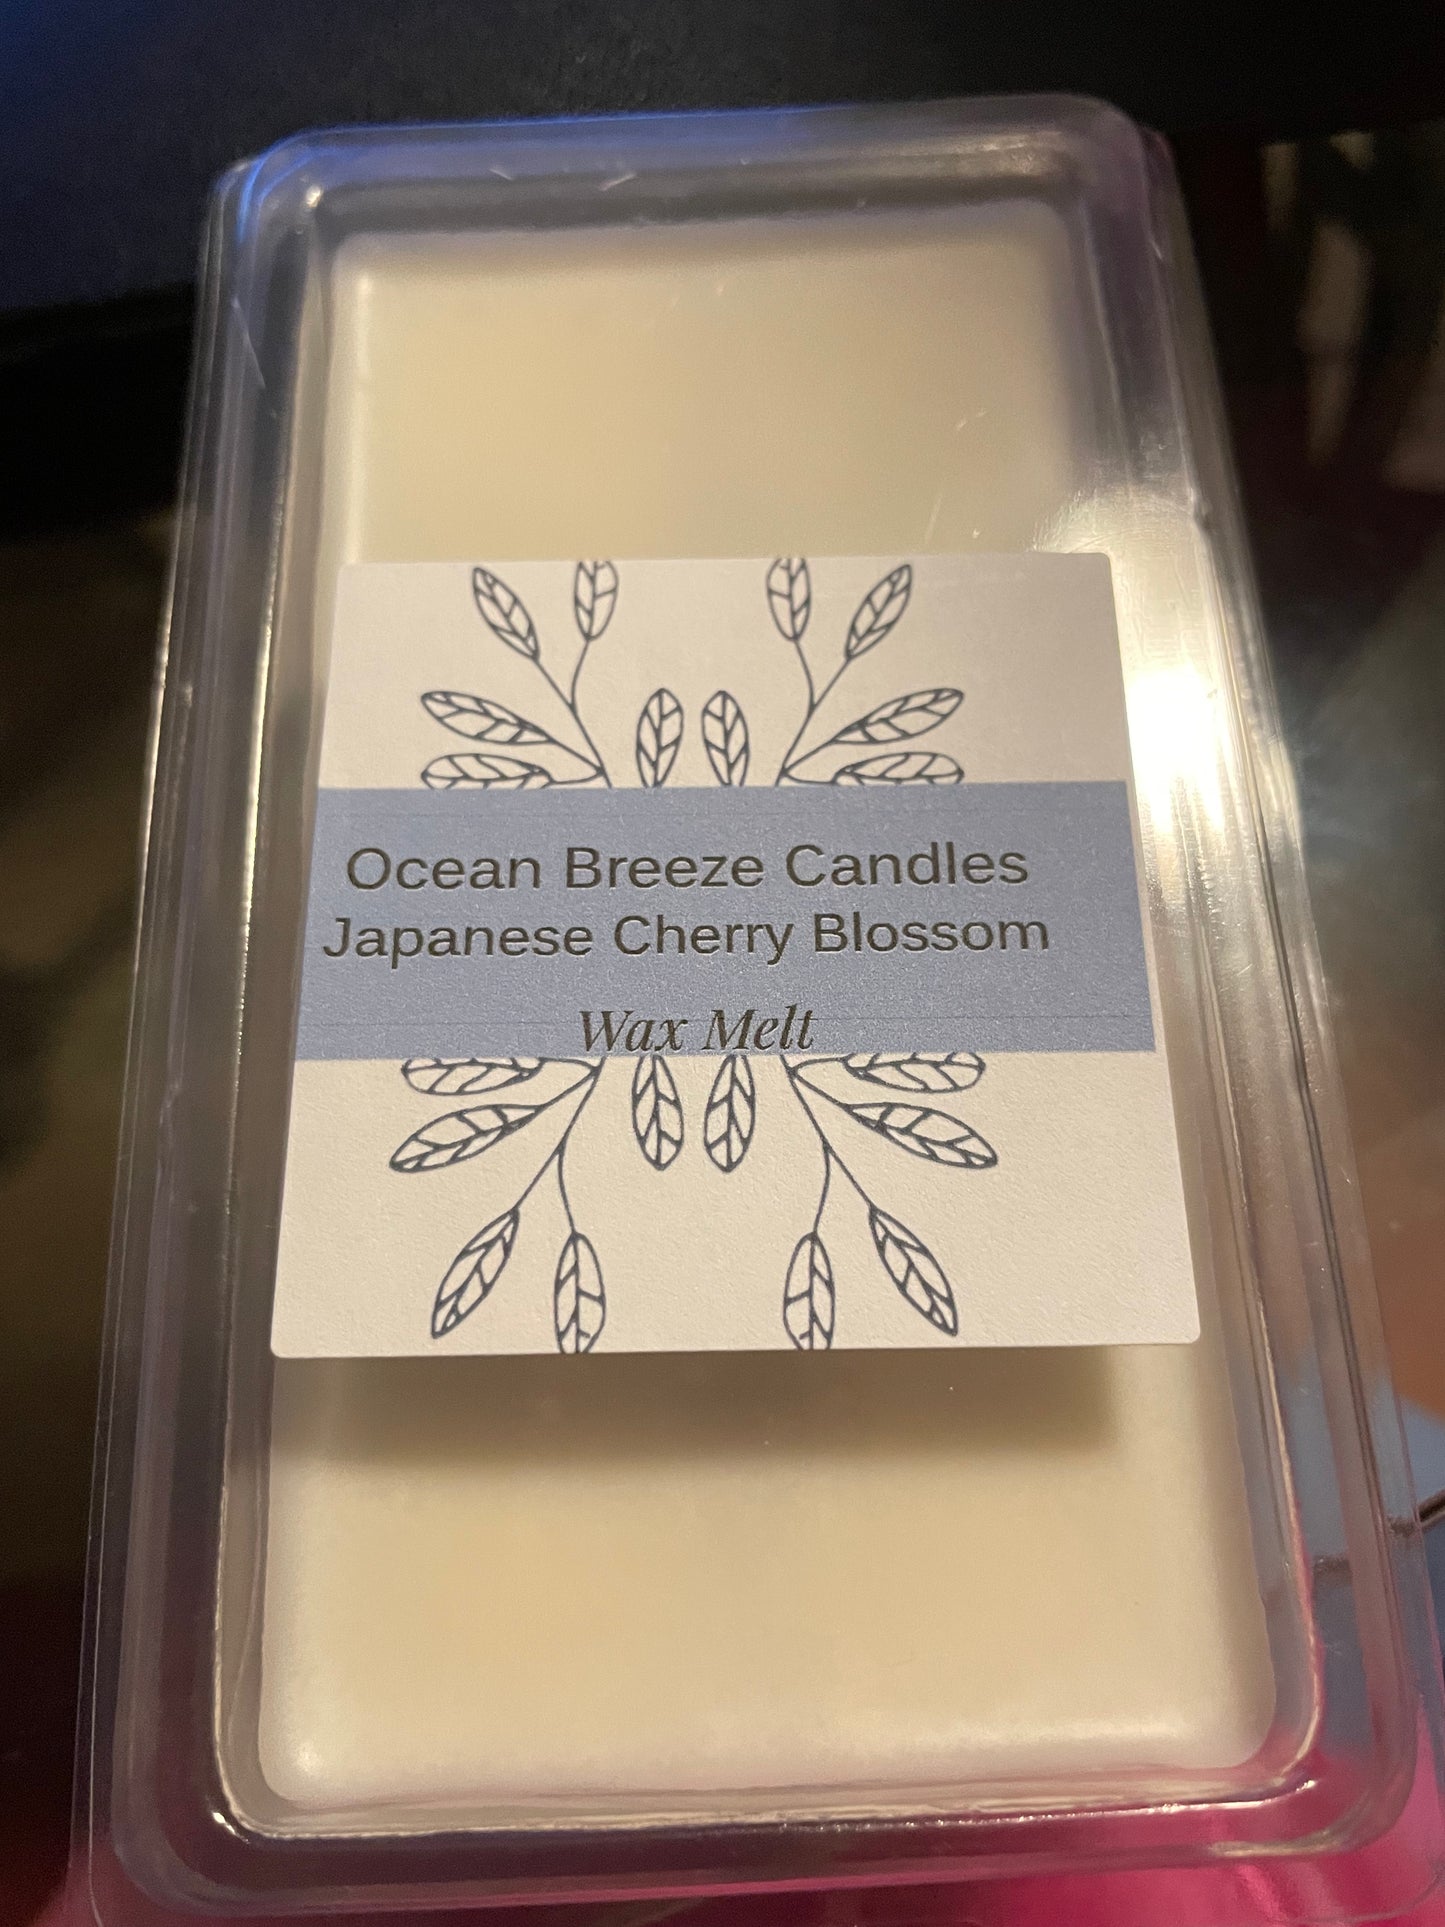 Ocean Breeze Candles
Japanese Cherry Blossom
Wax Melt